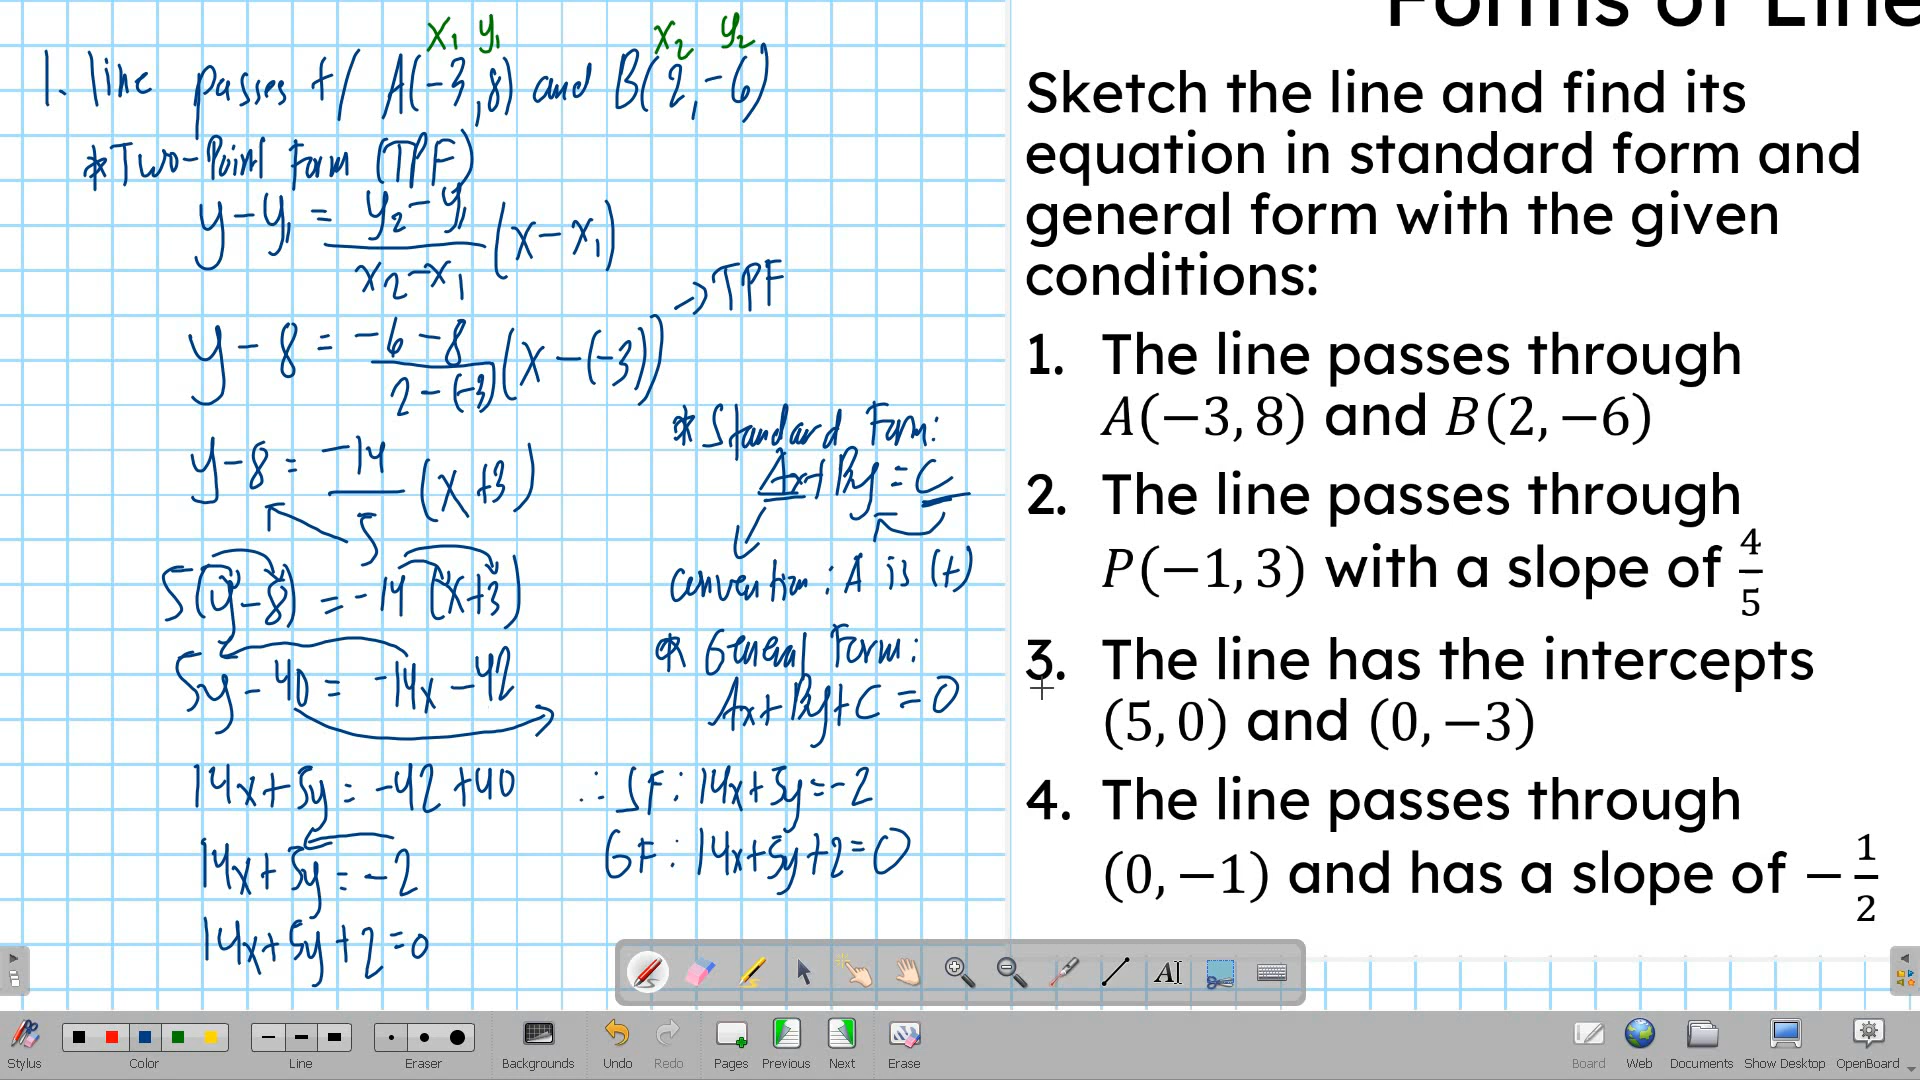 x₁ y₁ x₂ y₂
1. line passes t/ A(-3,8) and B(2,-6)
*Two-Point Form (TPF)
y-y₁ = y₂-y₁/x₂-x₁ (x-x₁)
y-8 = -6-8/2-(-3) (x-(-3)) → TPF
y-8 = -14/5 (x+3)
5(y-8) = -14(x+3)
5y-40 = -14x-42
14x+5y = -42+40
14x+5y = -2
14x+5y+2=0
* Standard Form:
Ax+By=C
convention: A is (+)
* General Form:
Ax+By+C=0
∴ SF: 14x+5y=-2
GF: 14x+5y+2=0
Sketch the line and find its
equation in standard form and
general form with the given
conditions:
1. The line passes through
A(−3,8) and B(2,−6)
2. The line passes through
P(−1,3) with a slope of 4/5
3. The line has the intercepts
(5,0) and (0,−3)
4. The line passes through
(0,−1) and has a slope of −1/2
Stylus Color Line Eraser Backgrounds Undo Redo Pages Previous Next Erase Board Web Documents Show Desktop OpenBoard